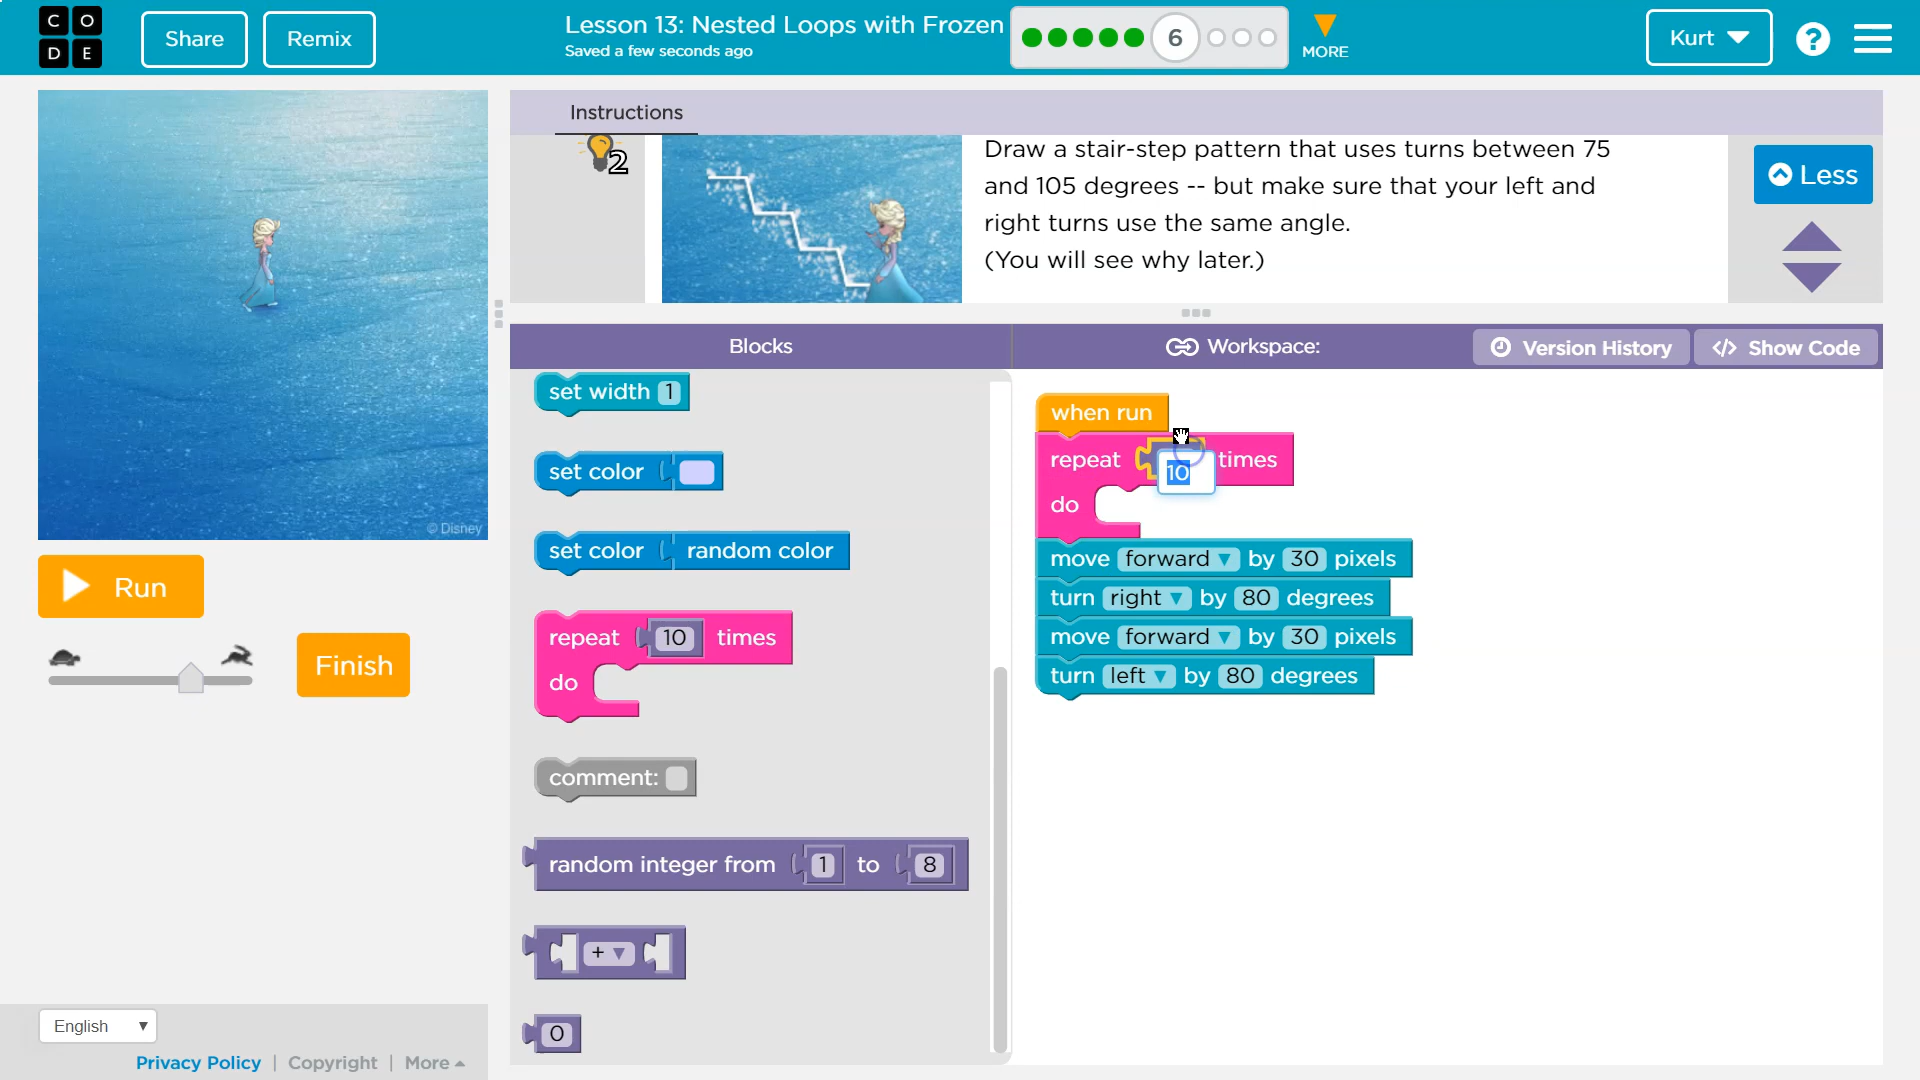 C O
D E
Share
Remix
Lesson 13: Nested Loops with Frozen
Saved a few seconds ago
6
MORE
Kurt
?
Instructions
2
Draw a stair-step pattern that uses turns between 75
and 105 degrees -- but make sure that your left and
right turns use the same angle.
(You will see why later.)
Less
© Disney
Run
Finish
Blocks
Workspace:
Version History
</> Show Code
set width 1
set color
set color random color
repeat 10 times
do
comment:
random integer from 1 to 8
+
0
when run
repeat 10 times
do
move forward by 30 pixels
turn right by 80 degrees
move forward by 30 pixels
turn left by 80 degrees
English
Privacy Policy | Copyright | More